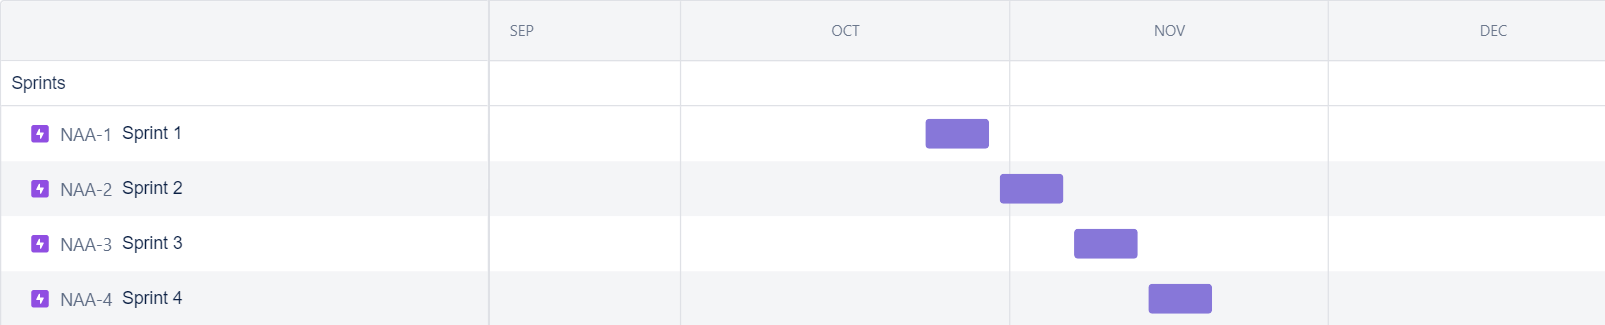 SEP OCT NOV DEC
Sprints
NAA-1 Sprint 1
NAA-2 Sprint 2
NAA-3 Sprint 3
NAA-4 Sprint 4